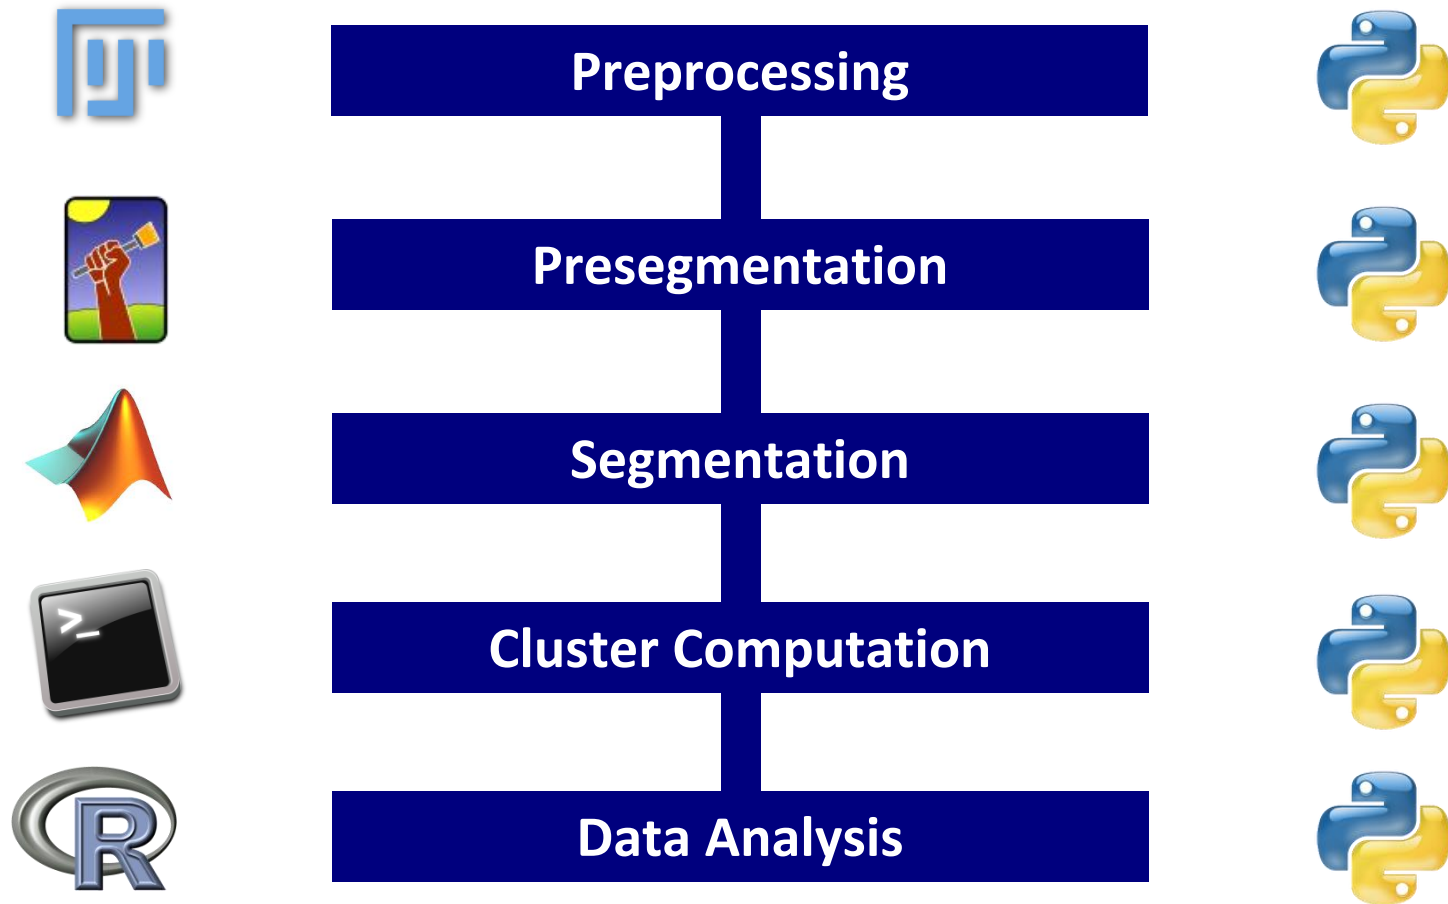 Preprocessing
Presegmentation
Segmentation
>_
Cluster Computation
R
Data Analysis